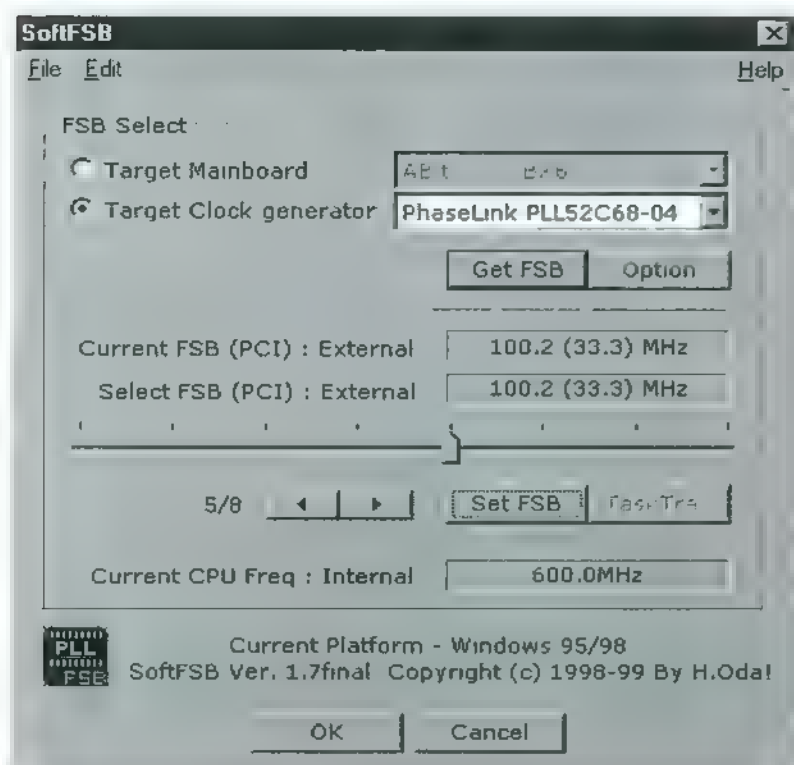 SoftFSB
File Edit Help
FSB Select
Target Mainboard
Target Clock generator PhaseLink PLL52C68-04
Get FSB Option
Current FSB (PCI) : External 100.2 (33.3) MHz
Select FSB (PCI) : External 100.2 (33.3) MHz
5/8 Set FSB
Current CPU Freq : Internal 600.0MHz
PLL
FSB
Current Platform - Windows 95/98
SoftFSB Ver. 1.7final Copyright (c) 1998-99 By H.Oda!
OK Cancel